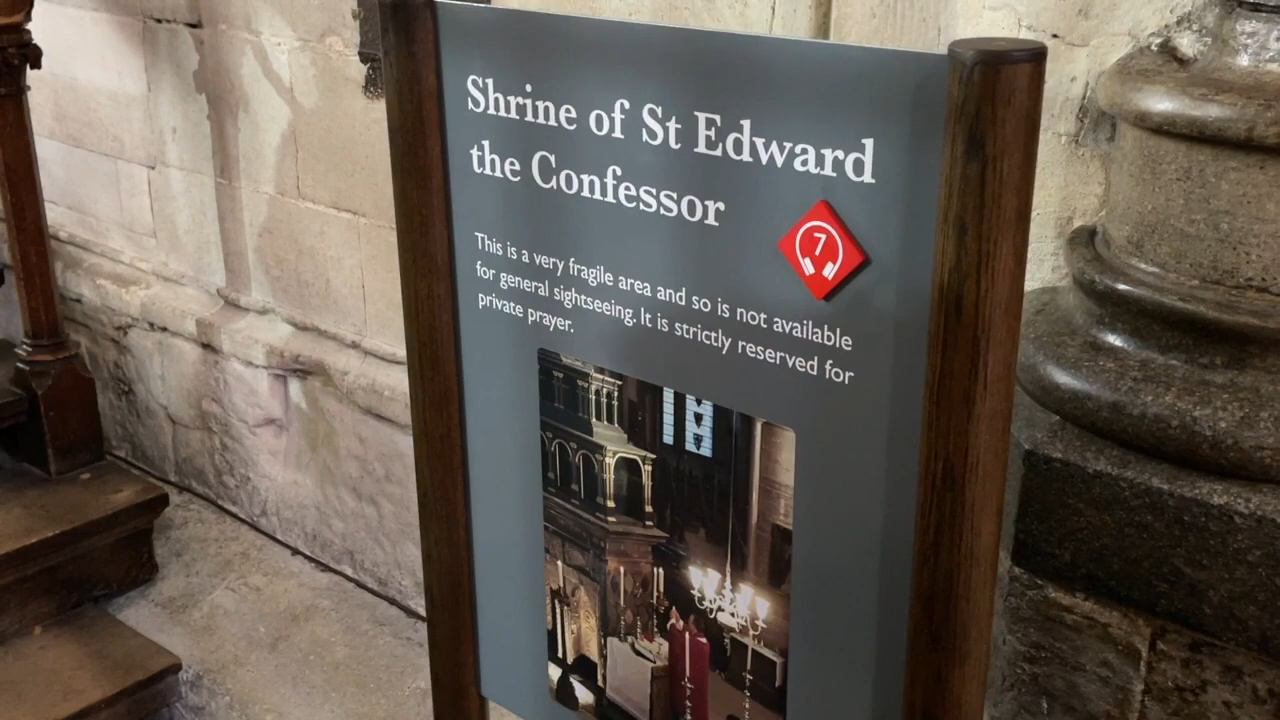 Shrine of St Edward
the Confessor
7
This is a very fragile area and so is not available
for general sightseeing. It is strictly reserved for
private prayer.